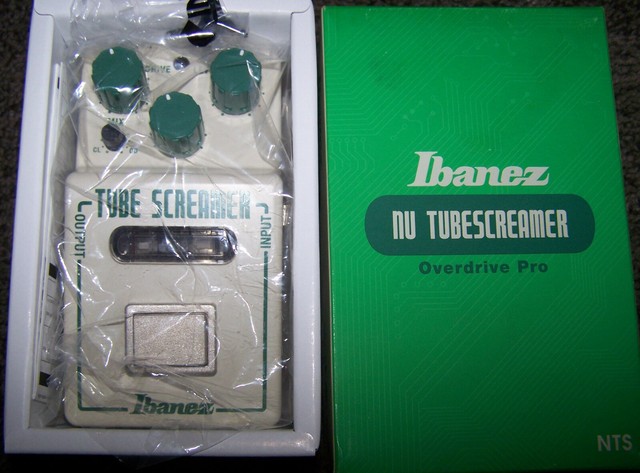 DRIVE
MIX
TUBE SCREAMER
OUTPUT
INPUT
Ibanez
Ibanez
NU TUBESCREAMER
Overdrive Pro
NTS